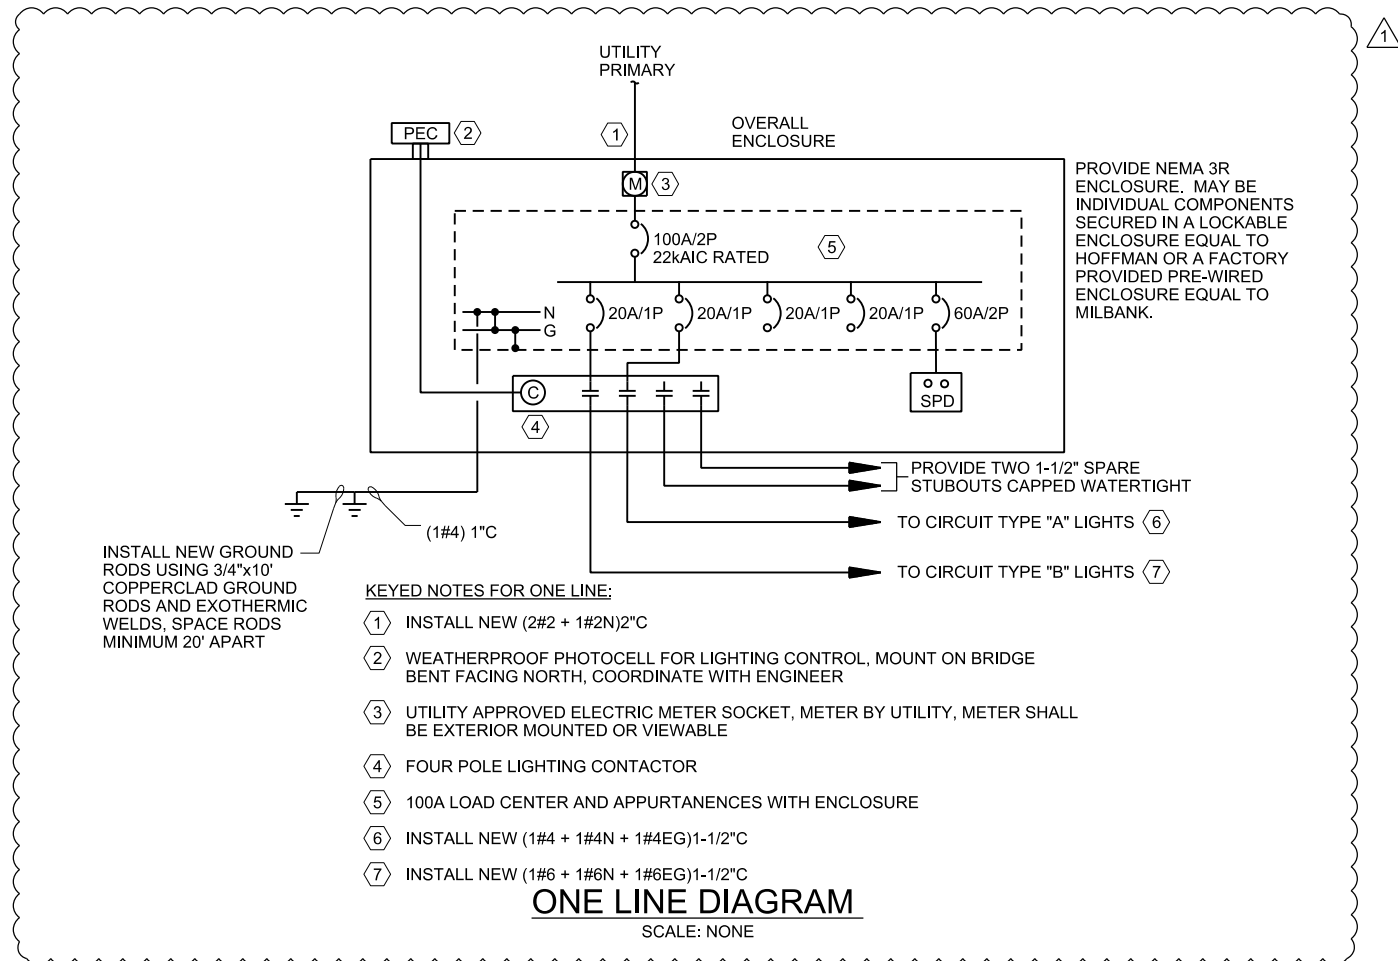 1
UTILITY
PRIMARY
PEC
2
1
OVERALL
ENCLOSURE
M
3
PROVIDE NEMA 3R
ENCLOSURE. MAY BE
INDIVIDUAL COMPONENTS
SECURED IN A LOCKABLE
ENCLOSURE EQUAL TO
HOFFMAN OR A FACTORY
PROVIDED PRE-WIRED
ENCLOSURE EQUAL TO
MILBANK.
100A/2P
22kAIC RATED
5
N
G
20A/1P
20A/1P
20A/1P
20A/1P
60A/2P
C
4
SPD
PROVIDE TWO 1-1/2" SPARE
STUBOUTS CAPPED WATERTIGHT
TO CIRCUIT TYPE "A" LIGHTS 6
TO CIRCUIT TYPE "B" LIGHTS 7
(1#4) 1"C
INSTALL NEW GROUND
RODS USING 3/4"x10'
COPPERCLAD GROUND
RODS AND EXOTHERMIC
WELDS, SPACE RODS
MINIMUM 20' APART
KEYED NOTES FOR ONE LINE:
1 INSTALL NEW (2#2 + 1#2N)2"C
2 WEATHERPROOF PHOTOCELL FOR LIGHTING CONTROL, MOUNT ON BRIDGE
BENT FACING NORTH, COORDINATE WITH ENGINEER
3 UTILITY APPROVED ELECTRIC METER SOCKET, METER BY UTILITY, METER SHALL
BE EXTERIOR MOUNTED OR VIEWABLE
4 FOUR POLE LIGHTING CONTACTOR
5 100A LOAD CENTER AND APPURTANENCES WITH ENCLOSURE
6 INSTALL NEW (1#4 + 1#4N + 1#4EG)1-1/2"C
7 INSTALL NEW (1#6 + 1#6N + 1#6EG)1-1/2"C
ONE LINE DIAGRAM
SCALE: NONE